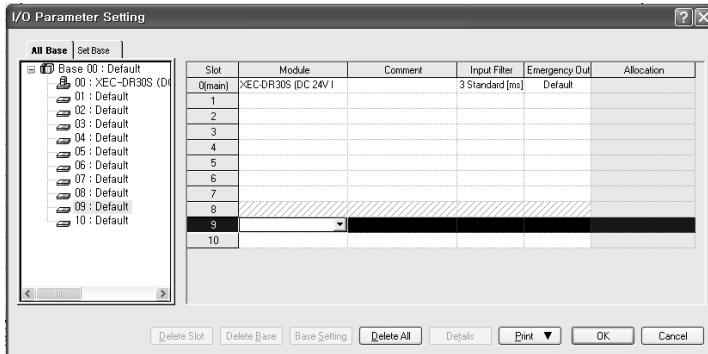 I/O Parameter Setting
All Base Set Base
Base 00 : Default
00 : XEC-DR30S (D
01 : Default
02 : Default
03 : Default
04 : Default
05 : Default
06 : Default
07 : Default
08 : Default
09 : Default
10 : Default
Slot Module Comment Input Filter Emergency Out Allocation
0(main) XEC-DR30S (DC 24V I 3 Standard [ms] Default
1
2
3
4
5
6
7
8
9
10
Delete Slot Delete Base Base Setting Delete All Details Print ▼ OK Cancel